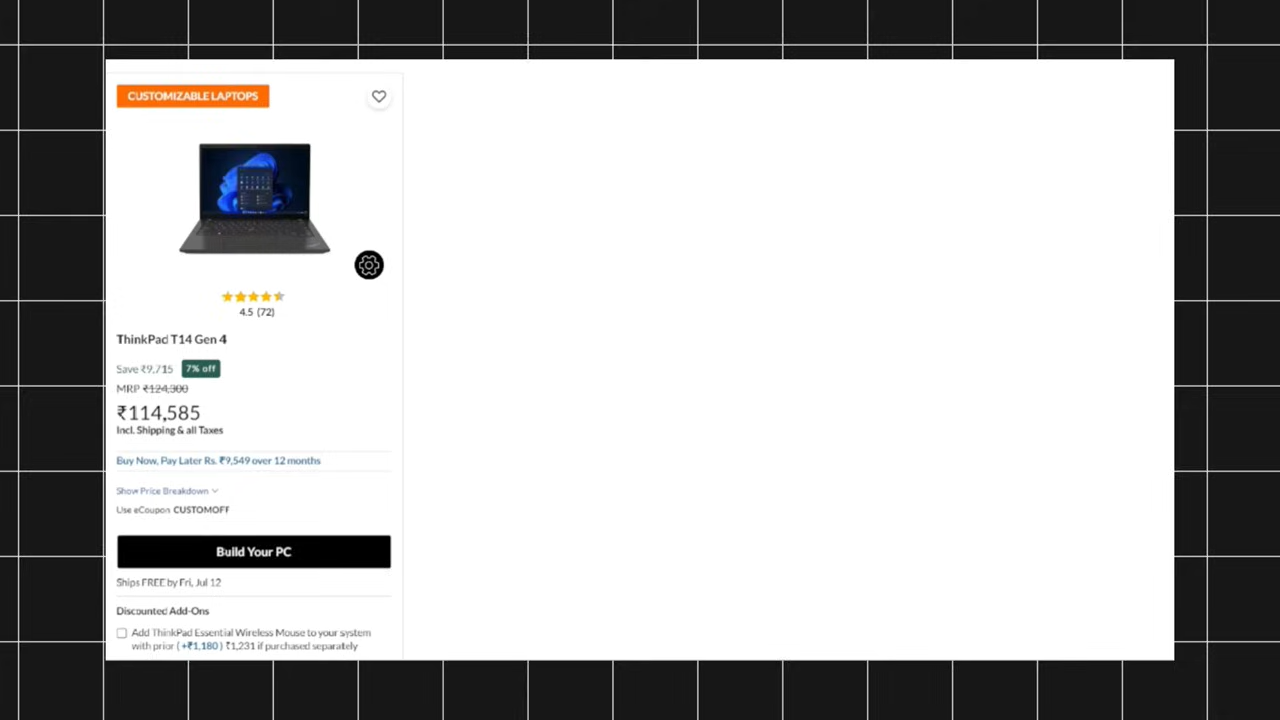 CUSTOMIZABLE LAPTOPS
4.5 (72)
ThinkPad T14 Gen 4
Save ₹9,715 7% off
MRP ₹124,300
₹114,585
Incl. Shipping & all Taxes
Buy Now, Pay Later Rs. ₹9,549 over 12 months
Show Price Breakdown
Use eCoupon CUSTOMOFF
Build Your PC
Ships FREE by Fri, Jul 12
Discounted Add-Ons
Add ThinkPad Essential Wireless Mouse to your system
with prior (+₹1,180) ₹1,231 if purchased separately